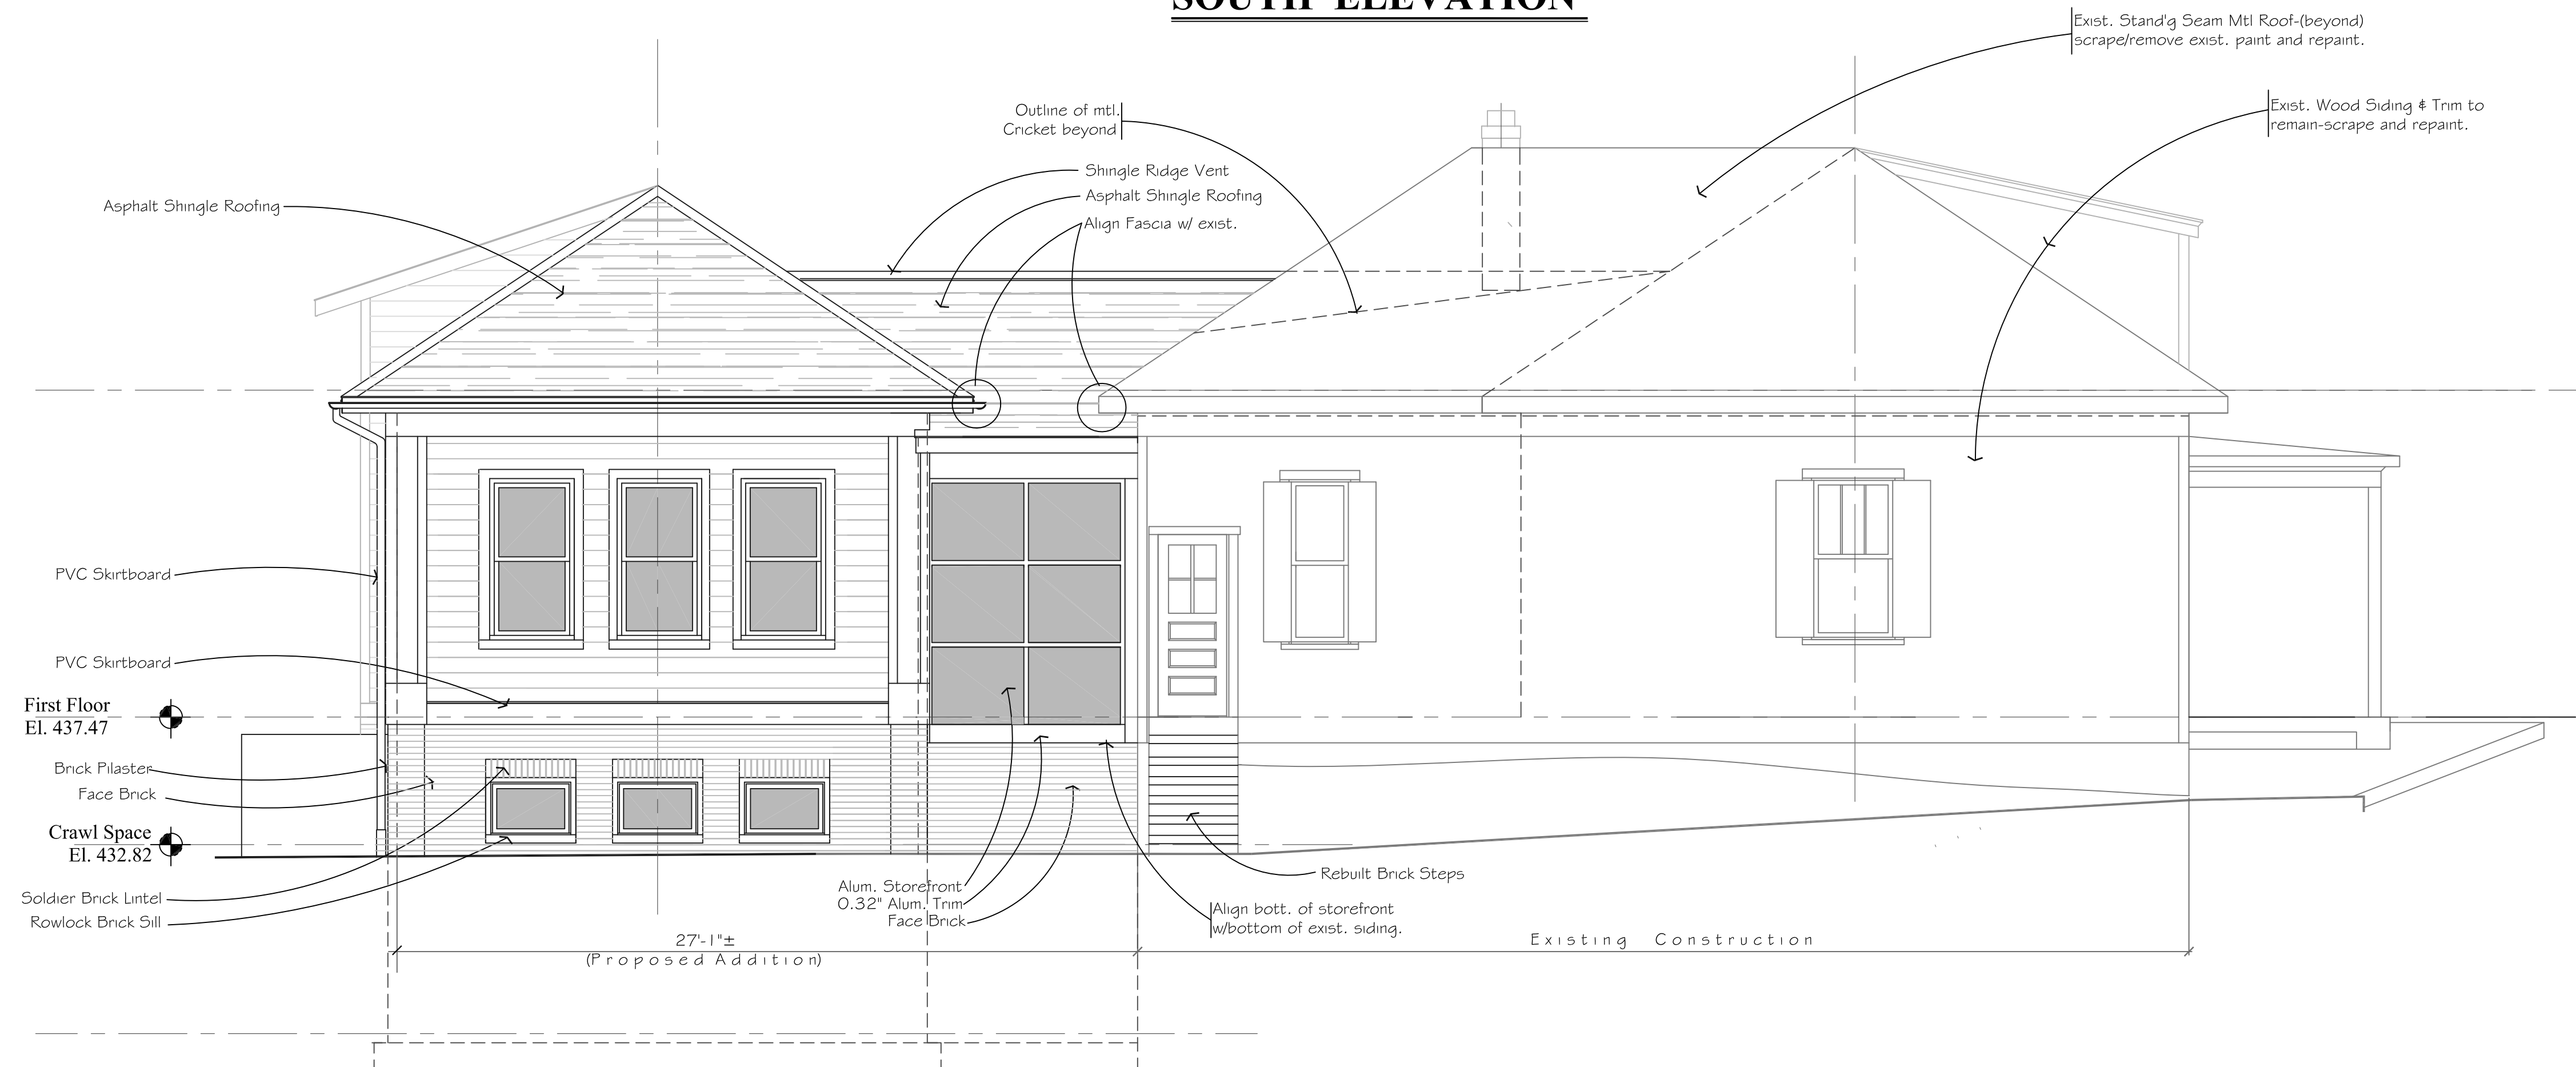 SOUTH ELEVATION
Exist. Stand'g Seam Mtl Roof-(beyond)
scrape/remove exist. paint and repaint.
Exist. Wood Siding & Trim to
remain-scrape and repaint.
Outline of mtl.
Cricket beyond
Shingle Ridge Vent
Asphalt Shingle Roofing
Align Fascia w/ exist.
Asphalt Shingle Roofing
PVC Skirtboard
PVC Skirtboard
First Floor
El. 437.47
Brick Pilaster
Face Brick
Crawl Space
El. 432.82
Soldier Brick Lintel
Rowlock Brick Sill
Alum. Storefront
0.32" Alum. Trim
Face Brick
Rebuilt Brick Steps
Align bott. of storefront
w/bottom of exist. siding.
27'-1"±
(Proposed Addition)
Existing Construction